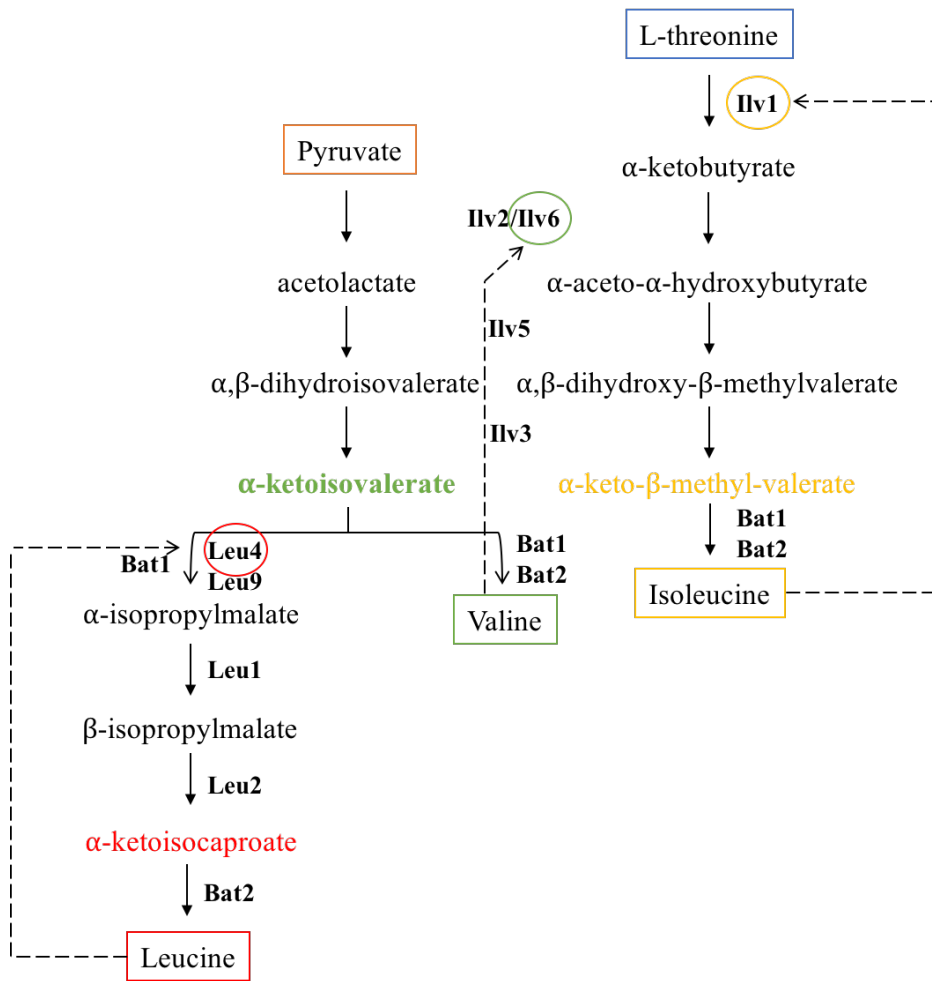 L-threonine
Ilv1
Pyruvate
α-ketobutyrate
Ilv2/Ilv6
acetolactate
α-aceto-α-hydroxybutyrate
Ilv5
α,β-dihydroisovalerate
α,β-dihydroxy-β-methylvalerate
Ilv3
α-ketoisovalerate
α-keto-β-methyl-valerate
Bat1
Bat2
Leu4
Bat1
Leu9
Bat1
Bat2
Isoleucine
α-isopropylmalate
Valine
Leu1
β-isopropylmalate
Leu2
α-ketoisocaproate
Bat2
Leucine